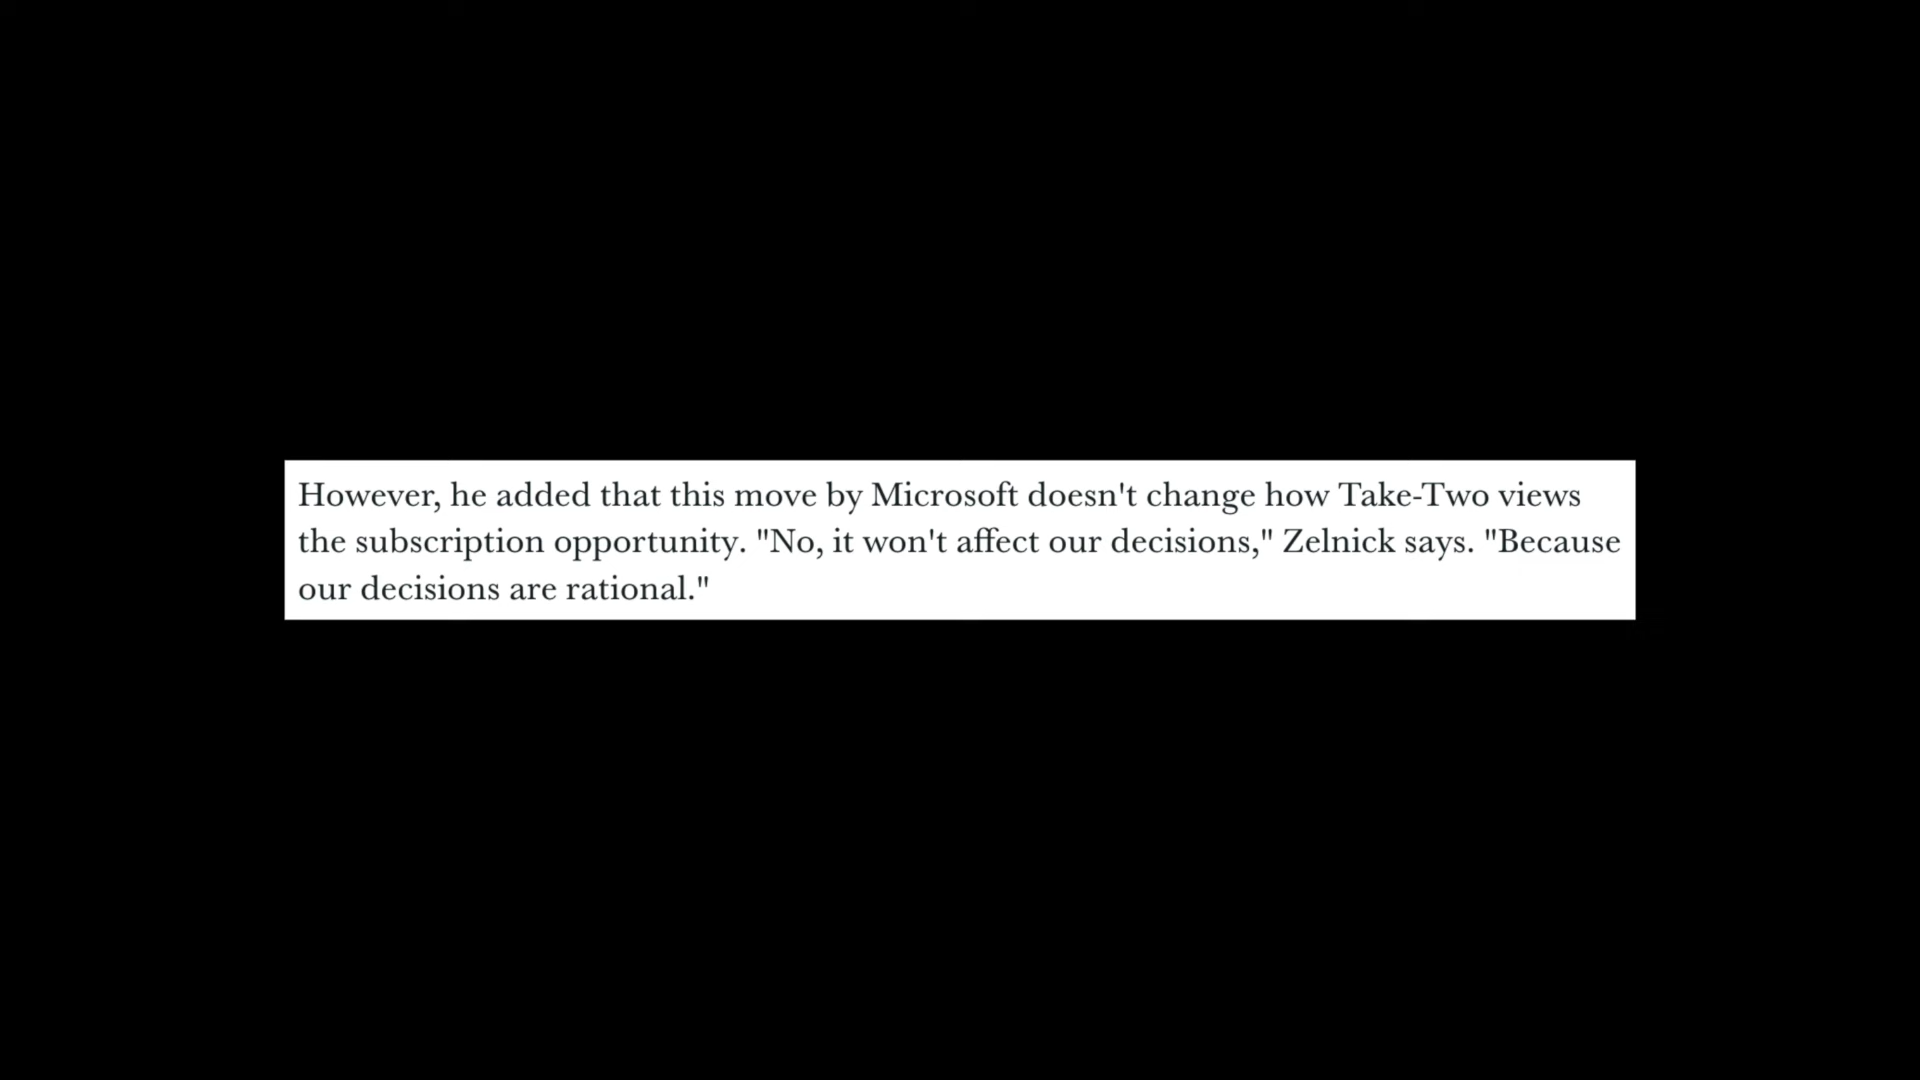 However, he added that this move by Microsoft doesn't change how Take-Two views
the subscription opportunity. "No, it won't affect our decisions," Zelnick says. "Because
our decisions are rational."